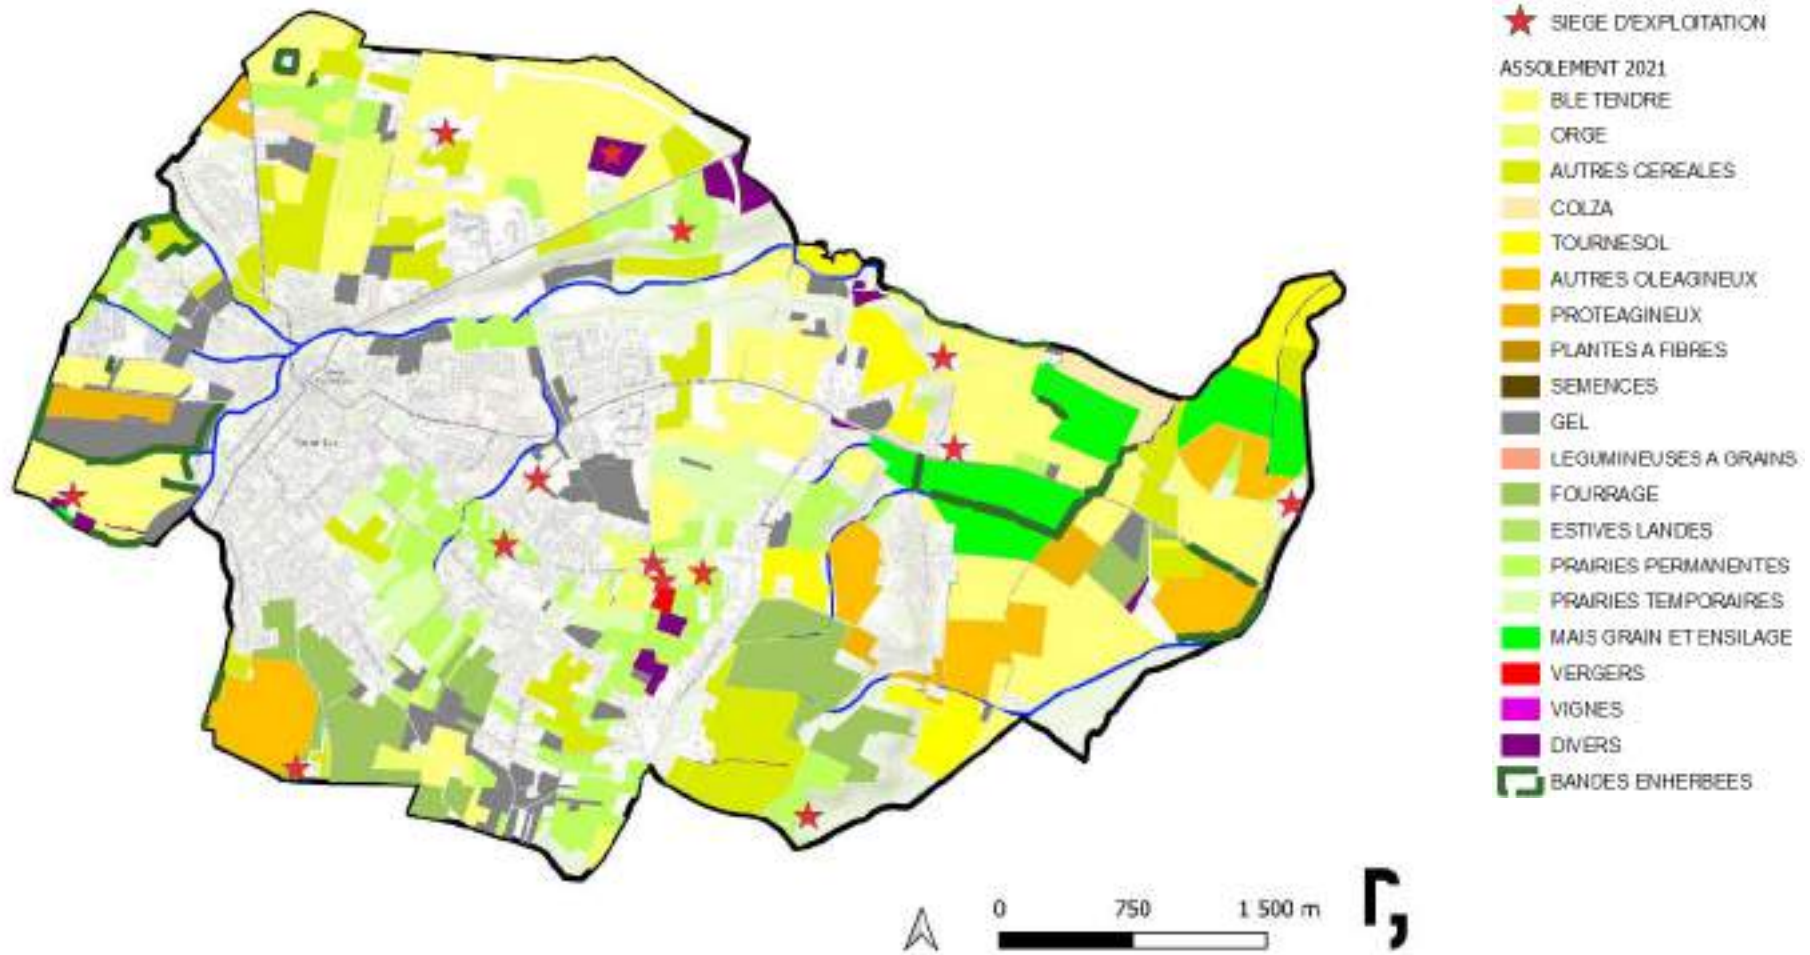 SIEGE D'EXPLOITATION
ASSOLEMENT 2021
BLE TENDRE
ORGE
AUTRES CEREALES
COLZA
TOURNESOL
AUTRES OLEAGINEUX
PROTEAGINEUX
PLANTES A FIBRES
SEMENCES
GEL
LEGUMINEUSES A GRAINS
FOURRAGE
ESTIVES LANDES
PRAIRIES PERMANENTES
PRAIRIES TEMPORAIRES
MAIS GRAIN ET ENSILAGE
VERGERS
VIGNES
DIVERS
BANDES ENHERBEES
0 750 1 500 m